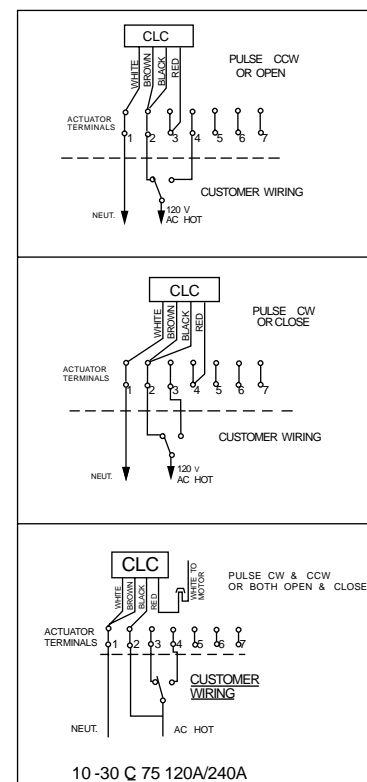 CLC
PULSE CCW
OR OPEN
WHITE
BROWN
BLACK
RED
ACTUATOR
TERMINALS
1 2 3 4 5 6 7
CUSTOMER WIRING
NEUT.
120 V
AC HOT
CLC
PULSE CW
OR CLOSE
WHITE
BROWN
BLACK
RED
ACTUATOR
TERMINALS
1 2 3 4 5 6 7
CUSTOMER WIRING
NEUT.
120 V
AC HOT
CLC
PULSE CW & CCW
OR BOTH OPEN & CLOSE
WHITE
BROWN
BLACK
RED
WHITE TO
MOTOR
ACTUATOR
TERMINALS
1 2 3 4 5 6 7
CUSTOMER
WIRING
NEUT.
AC HOT
10 -30 C 75 120A/240A